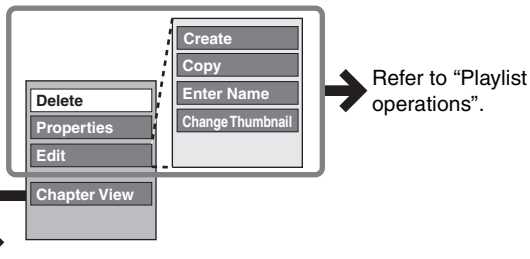 Delete
Properties
Edit
Chapter View
Create
Copy
Enter Name
Change Thumbnail
Refer to “Playlist
operations”.